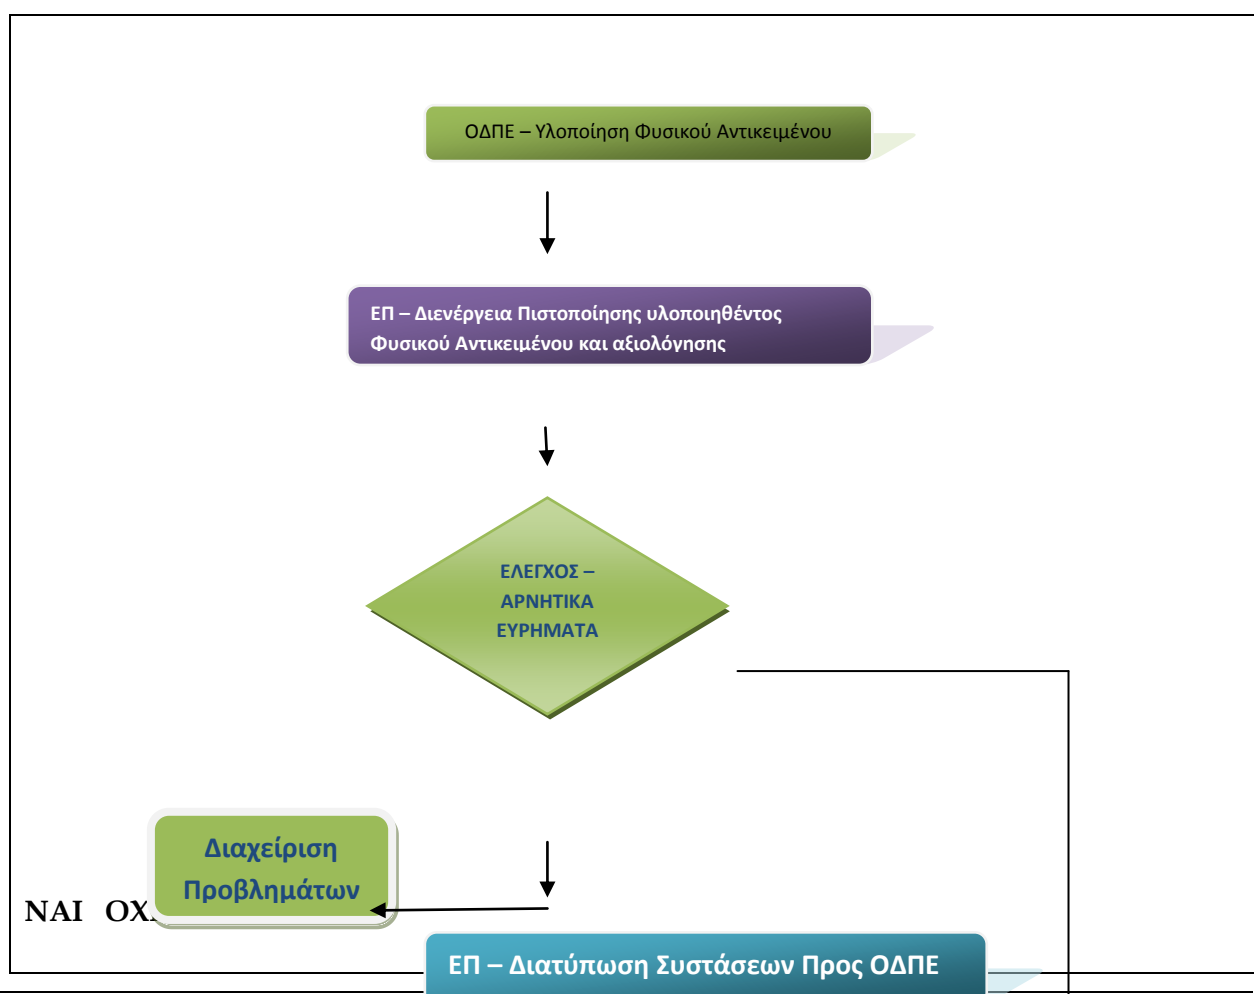 ΟΔΠΕ – Υλοποίηση Φυσικού Αντικειμένου
ΕΠ – Διενέργεια Πιστοποίησης υλοποιηθέντος
Φυσικού Αντικειμένου και αξιολόγησης
ΕΛΕΓΧΟΣ –
ΑΡΝΗΤΙΚΑ
ΕΥΡΗΜΑΤΑ
Διαχείριση
Προβλημάτων
ΝΑΙ
ΕΠ – Διατύπωση Συστάσεων Προς ΟΔΠΕ